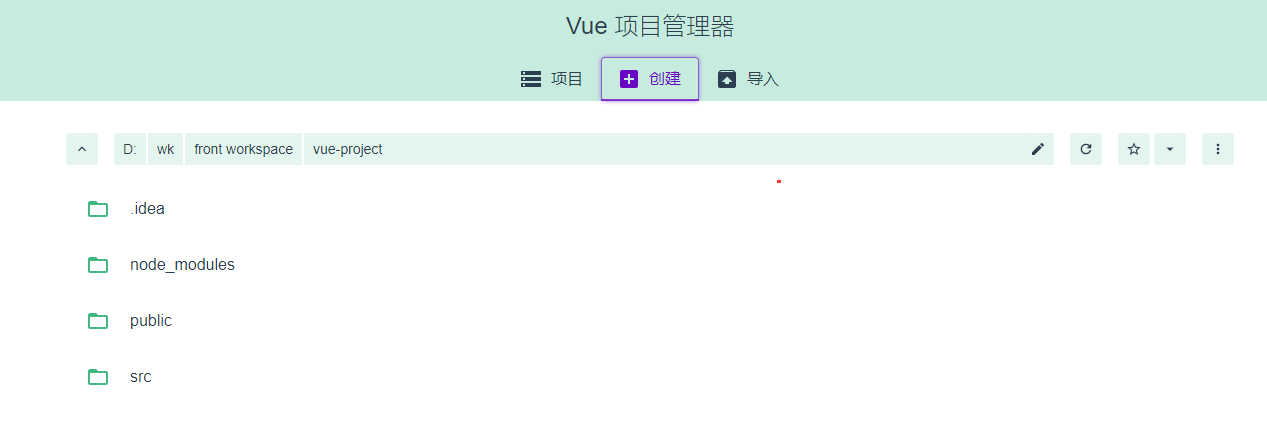 Vue 项目管理器
项目 创建 导入
D: wk front workspace vue-project
.idea
node_modules
public
src